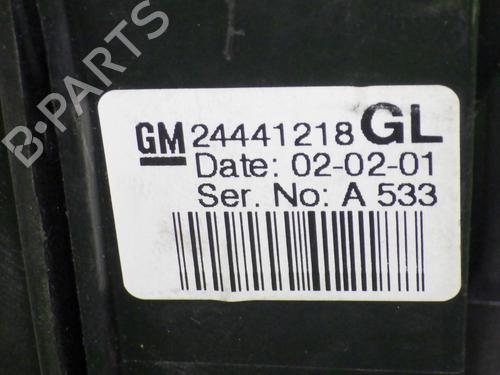 B·PARTS
GM 24441218 GL
Date: 02-02-01
Ser. No: A 533